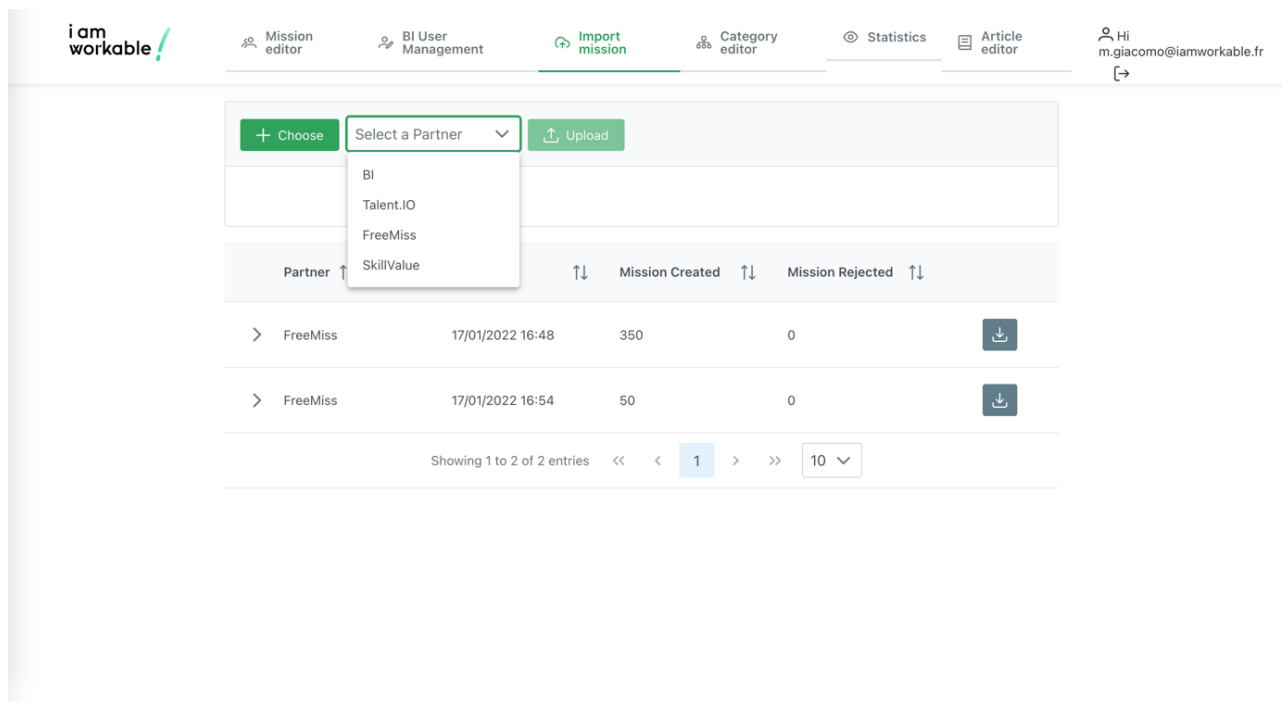 i am
workable
Mission
editor
BI User
Management
Import
mission
Category
editor
Statistics
Article
editor
Hi
m.giacomo@iamworkable.fr
Choose
Select a Partner
Upload
BI
Talent.IO
FreeMiss
SkillValue
Partner
Mission Created
Mission Rejected
FreeMiss 17/01/2022 16:48 350 0
FreeMiss 17/01/2022 16:54 50 0
Showing 1 to 2 of 2 entries << < 1 > >> 10